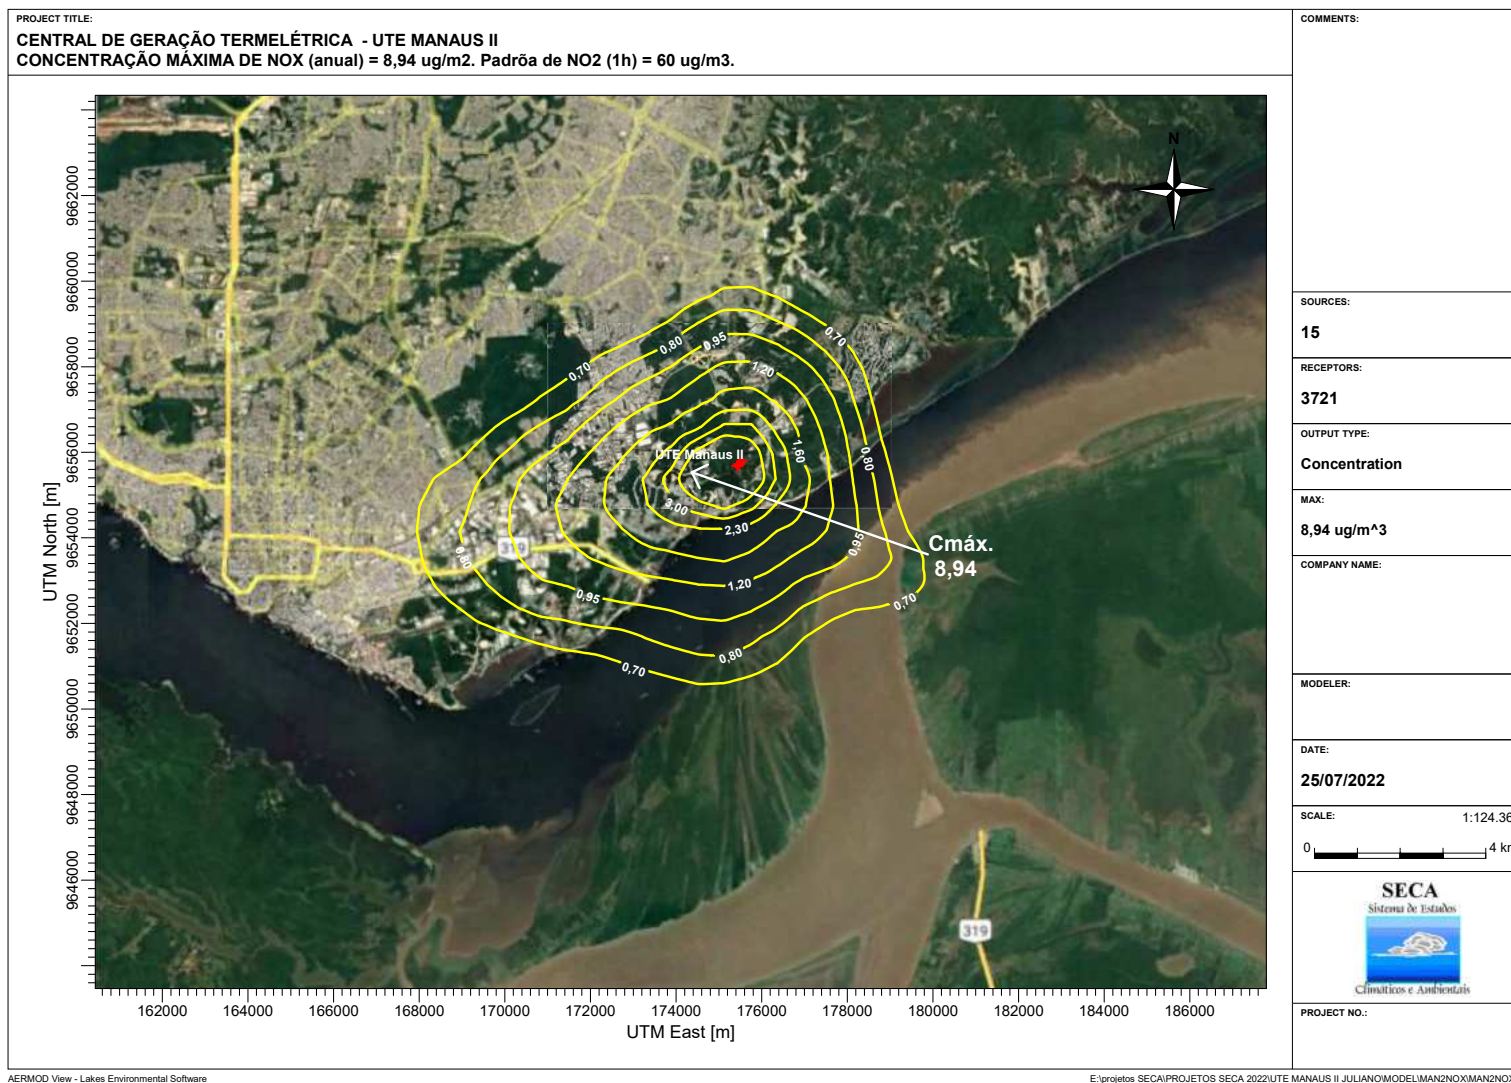 PROJECT TITLE:
CENTRAL DE GERAÇÃO TERMELÉTRICA - UTE MANAUS II
CONCENTRAÇÃO MÁXIMA DE NOX (anual) = 8,94 ug/m2. Padrõa de NO2 (1h) = 60 ug/m3.
COMMENTS:
SOURCES:
15
RECEPTORS:
3721
OUTPUT TYPE:
Concentration
MAX:
8,94 ug/m^3
COMPANY NAME:
MODELER:
DATE:
25/07/2022
SCALE:
1:124.36
0
4 km
SECA
Sistema de Estudos
Climáticos e Ambientais
PROJECT NO.:
UTM North [m]
9662000
9660000
9658000
9656000
9654000
9652000
9650000
9648000
9646000
N
0,70
0,80
0,95
0,70
1,20
0,70
1,60
0,80
UTE Manaus II
3,00
2,30
Cmáx.
8,94
319
0,80
0,95
1,20
0,95
0,70
0,80
0,70
319
162000
164000
166000
168000
170000
172000
174000
176000
178000
180000
182000
184000
186000
UTM East [m]
AERMOD View - Lakes Environmental Software
E:\projetos SECA\PROJETOS SECA 2022\UTE MANAUS II JULIANO\MODEL\MAN2NOX\MAN2NOX